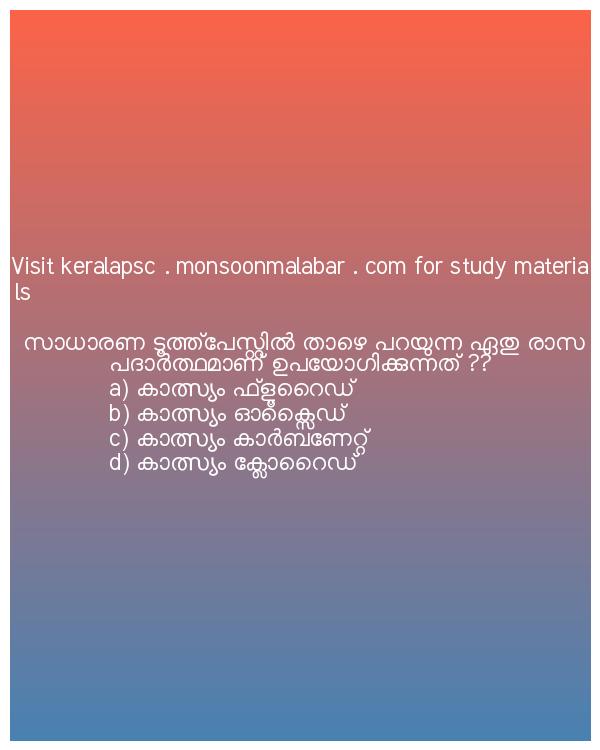 Visit keralapsc . monsoonmalabar . com for study materia
ls
സാധാരണ ടൂത്ത്പേസ്റ്റിൽ താഴെ പറയുന്ന ഏതു രാസ
പദാർത്ഥമാണ് ഉപയോഗിക്കുന്നത് ??
a) കാത്സ്യം ഫ്ളൂറൈഡ്
b) കാത്സ്യം ഓക്സൈഡ്
c) കാത്സ്യം കാർബണേറ്റ്
d) കാത്സ്യം ക്ലോറൈഡ്